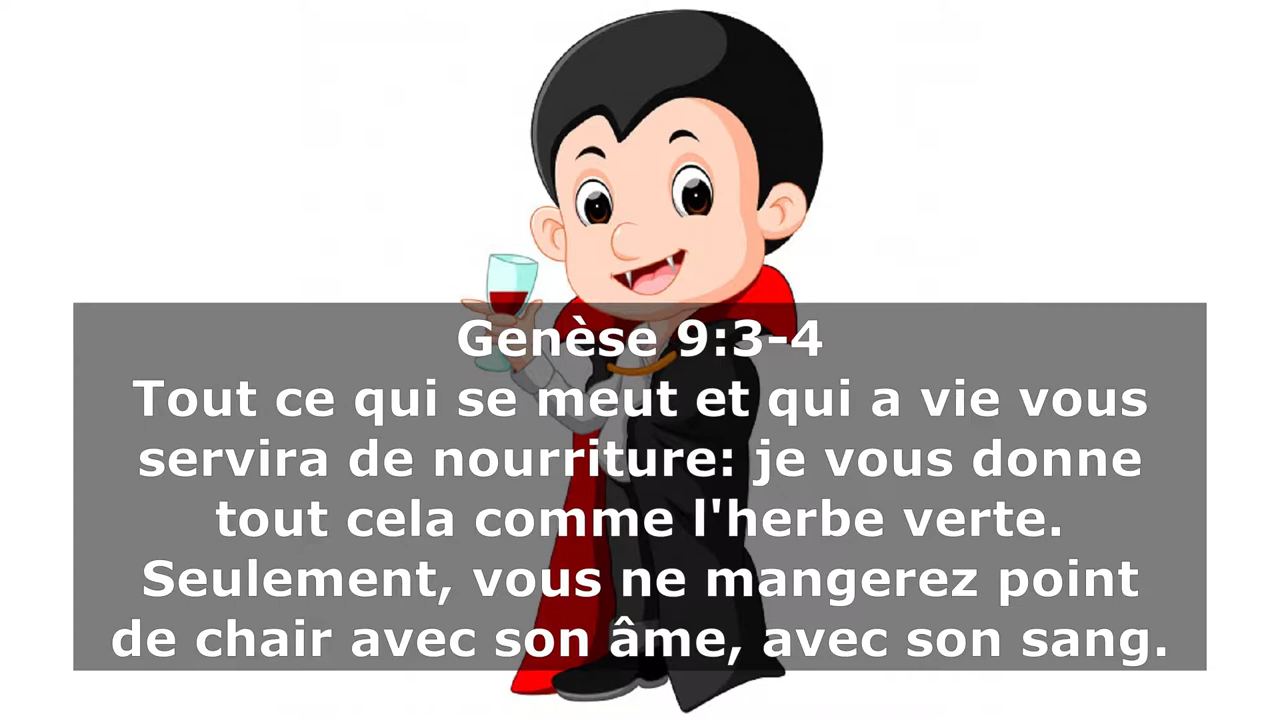 Genèse 9:3-4
Tout ce qui se meut et qui a vie vous
servira de nourriture: je vous donne
tout cela comme l'herbe verte.
Seulement, vous ne mangerez point
de chair avec son âme, avec son sang.